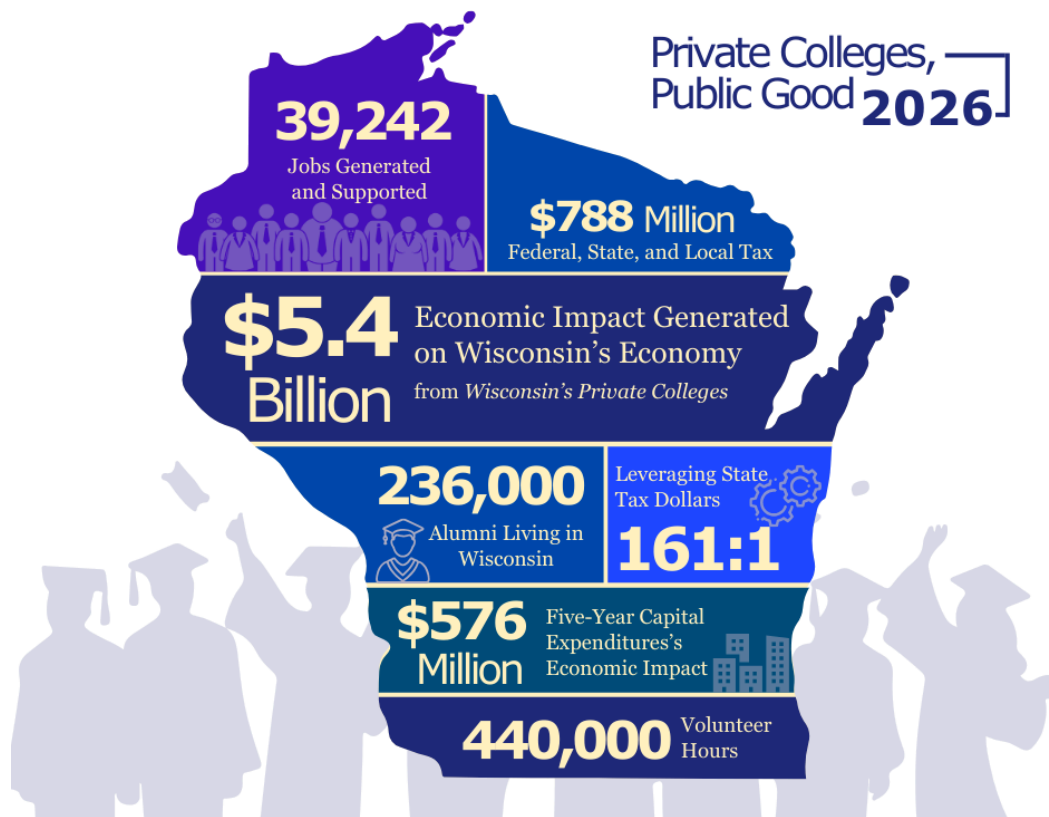 Private Colleges,
Public Good 2026
39,242
Jobs Generated
and Supported
$788 Million
Federal, State, and Local Tax
$5.4
Billion
Economic Impact Generated
on Wisconsin’s Economy
from Wisconsin’s Private Colleges
236,000
Alumni Living in
Wisconsin
Leveraging State
Tax Dollars
161:1
$576
Million
Five-Year Capital
Expenditures’s
Economic Impact
440,000
Volunteer
Hours